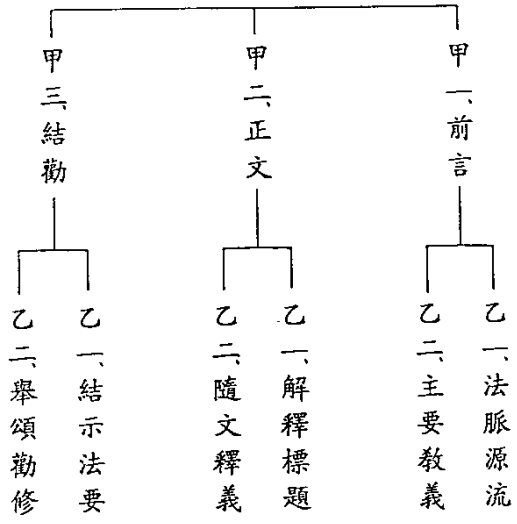 甲一、前言
乙一、法脈源流
乙二、主要教義
甲二、正文
乙一、解釋標題
乙二、隨文釋義
甲三、結勸
乙一、結示法要
乙二、舉頌勸修